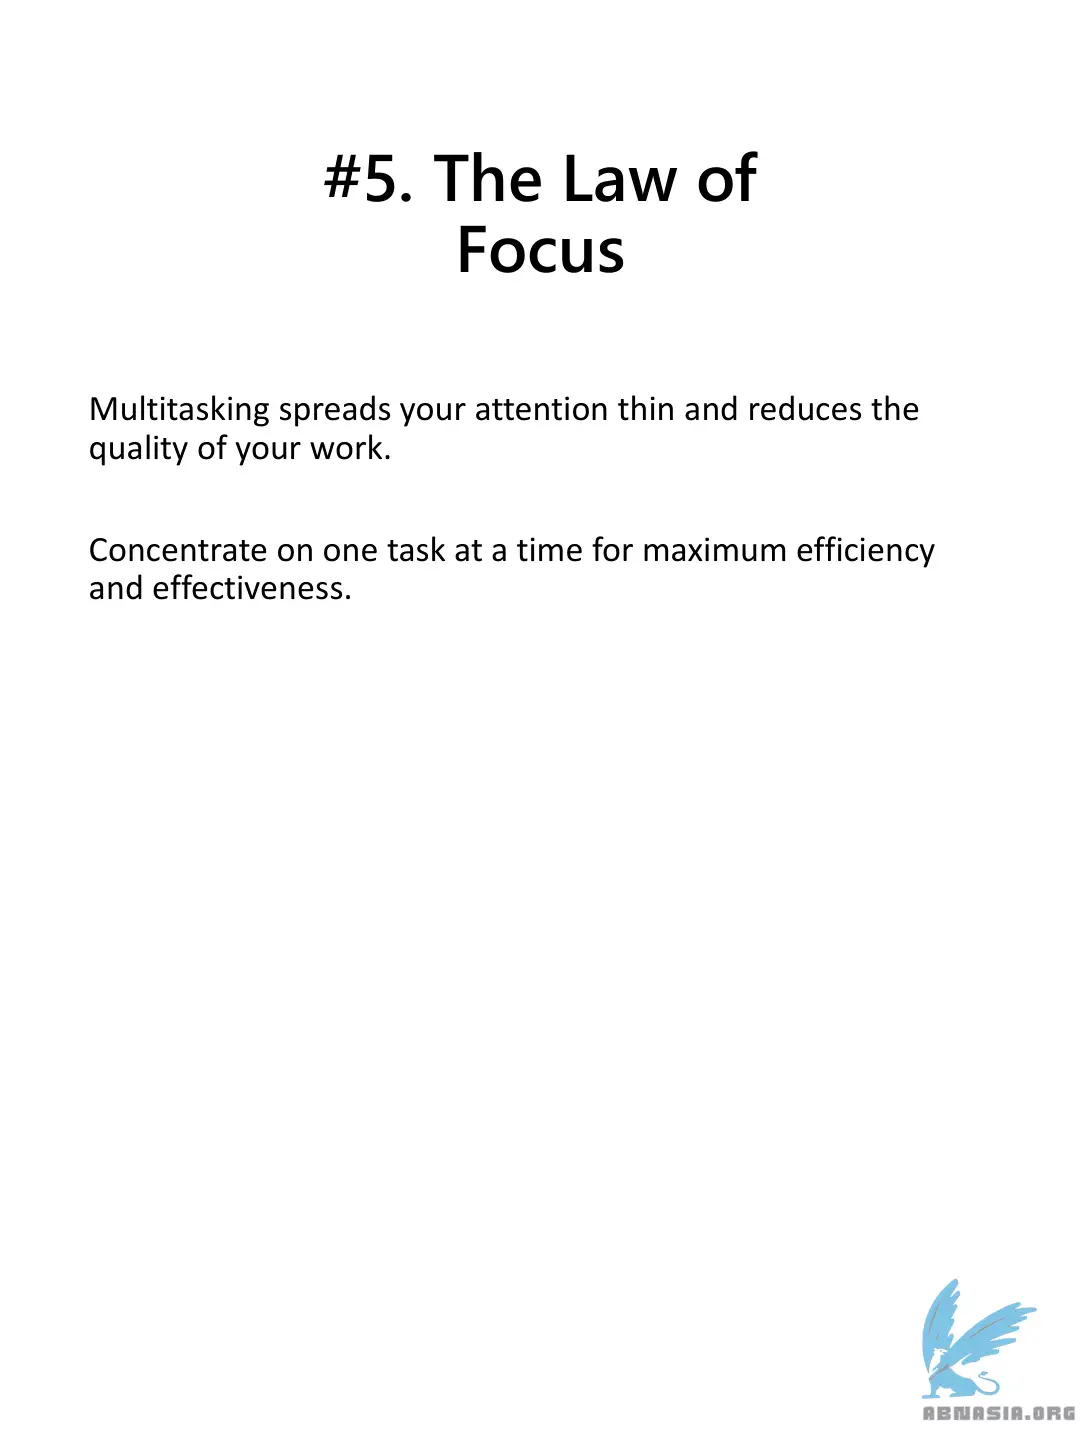 #5. The Law of
Focus
Multitasking spreads your attention thin and reduces the
quality of your work.
Concentrate on one task at a time for maximum efficiency
and effectiveness.
ABNASIA.ORG